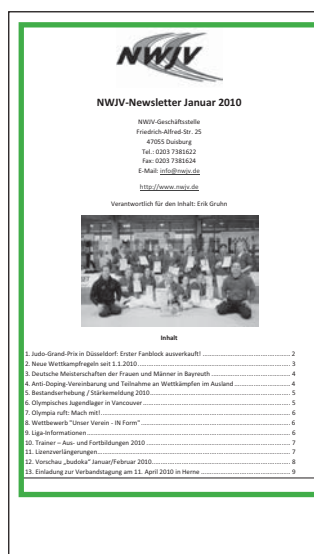 NWJV
NWJV-Newsletter Januar 2010
NWJV-Geschäftsstelle
Friedrich-Alfred-Str. 25
47055 Duisburg
Tel.: 0203 7381622
Fax: 0203 7381624
E-Mail: info@nwjv.de
http://www.nwjv.de
Verantwortlich für den Inhalt: Erik Gruhn
Inhalt
1. Judo-Grand-Prix in Düsseldorf: Erster Fanblock ausverkauft! ... 2
2. Neue Wettkampfregeln seit 1.1.2010 ... 3
3. Deutsche Meisterschaften der Frauen und Männer in Bayreuth ... 4
4. Anti-Doping-Vereinbarung und Teilnahme an Wettkämpfen im Ausland ... 4
5. Bestandserhebung / Stärkemeldung 2010 ... 5
6. Olympisches Jugendlager in Vancouver ... 5
7. Olympia ruft: Mach mit! ... 6
8. Wettbewerb "Unser Verein - IN Form" ... 6
9. Liga-Informationen ... 6
10. Trainer – Aus- und Fortbildungen 2010 ... 7
11. Lizenzverlängerungen ... 7
12. Vorschau „budoka" Januar/Februar 2010 ... 8
13. Einladung zur Verbandstagung am 11. April 2010 in Herne ... 9